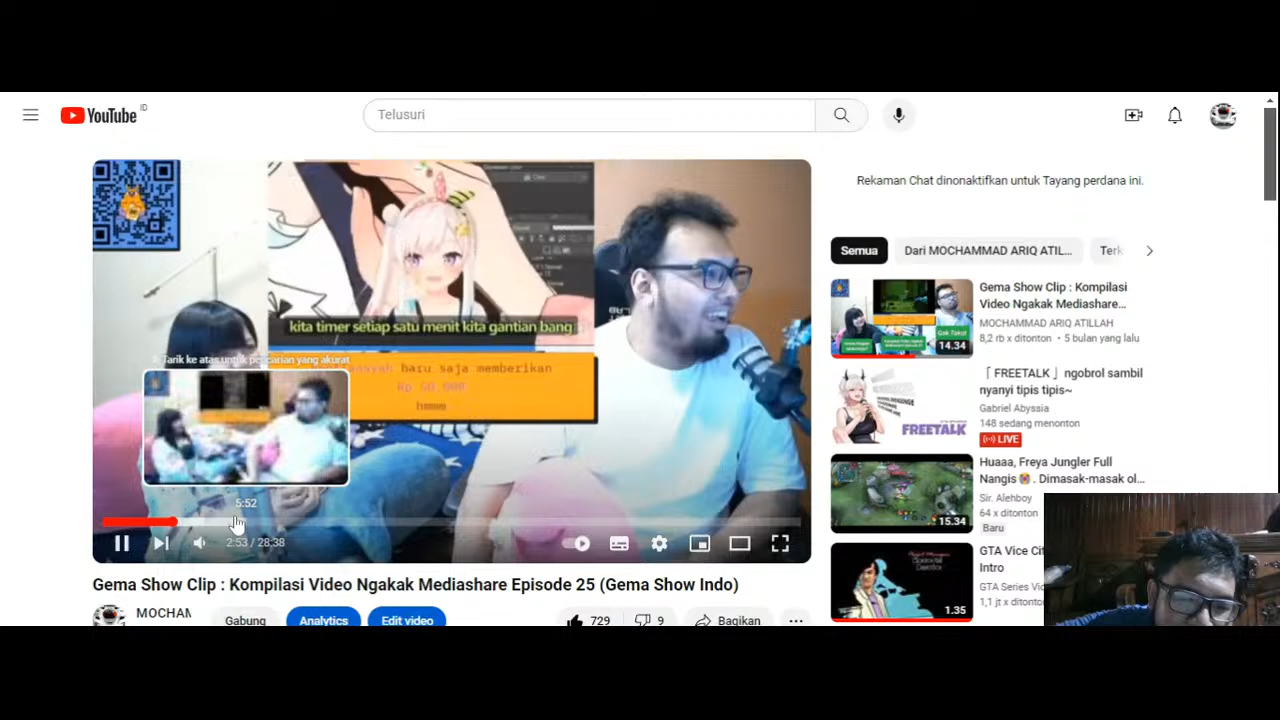 YouTube ID
Telusuri
Rekaman Chat dinonaktifkan untuk Tayang perdana ini.
Semua
Dari MOCHAMMAD ARIQ ATIL...
Terk
kita timer setiap satu menit kita gantian bang
baru saja memberikan
Rp 50.000
hmmm
Tarik ke atas untuk pencarian yang akurat
5:52
2:53 / 28:38
Gema Show Clip : Kompilasi Video Ngakak Mediashare Episode 25 (Gema Show Indo)
MOCHAM
Gabung
Analytics
Edit video
729
9
Bagikan
...
Gak Takut
14.34
Gema Show Clip : Kompilasi
Video Ngakak Mediashare...
MOCHAMMAD ARIQ ATILLAH
8,2 rb x ditonton • 5 bulan yang lalu
FREETALK
「 FREETALK 」 ngobrol sambil
nyanyi tipis tipis~
Gabriel Abyssia
148 sedang menonton
LIVE
15.34
Huaaa, Freya Jungler Full
Nangis 😭 . Dimasak-masak ol...
Sir. Alehboy
64 x ditonton
Baru
1.35
GTA Vice Cit
Intro
GTA Series Vi
1,1 jt x ditonto